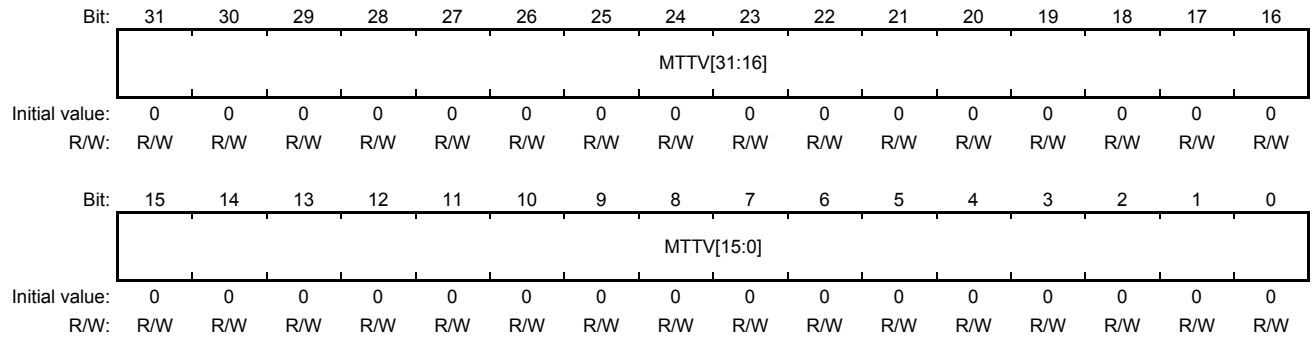 Bit: 31 30 29 28 27 26 25 24 23 22 21 20 19 18 17 16
MTTV[31:16]
Initial value: 0 0 0 0 0 0 0 0 0 0 0 0 0 0 0 0
R/W: R/W R/W R/W R/W R/W R/W R/W R/W R/W R/W R/W R/W R/W R/W R/W R/W
Bit: 15 14 13 12 11 10 9 8 7 6 5 4 3 2 1 0
MTTV[15:0]
Initial value: 0 0 0 0 0 0 0 0 0 0 0 0 0 0 0 0
R/W: R/W R/W R/W R/W R/W R/W R/W R/W R/W R/W R/W R/W R/W R/W R/W R/W